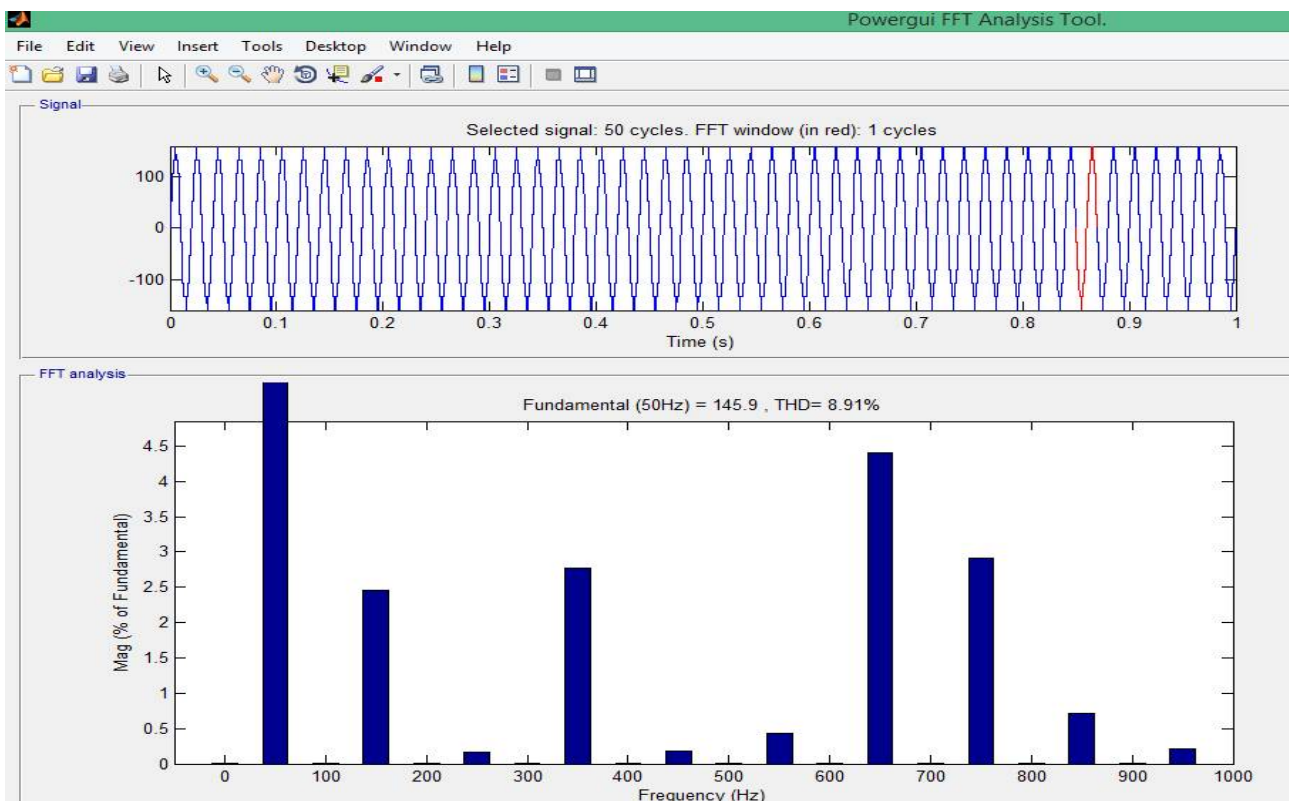 Powergui FFT Analysis Tool.
File Edit View Insert Tools Desktop Window Help
Signal
Selected signal: 50 cycles. FFT window (in red): 1 cycles
100
0
-100
0 0.1 0.2 0.3 0.4 0.5 0.6 0.7 0.8 0.9 1
Time (s)
FFT analysis
Fundamental (50Hz) = 145.9 , THD= 8.91%
4.5
4
3.5
3
2.5
2
1.5
1
0.5
0
Mag (% of Fundamental)
0 100 200 300 400 500 600 700 800 900 1000
Frequency (Hz)